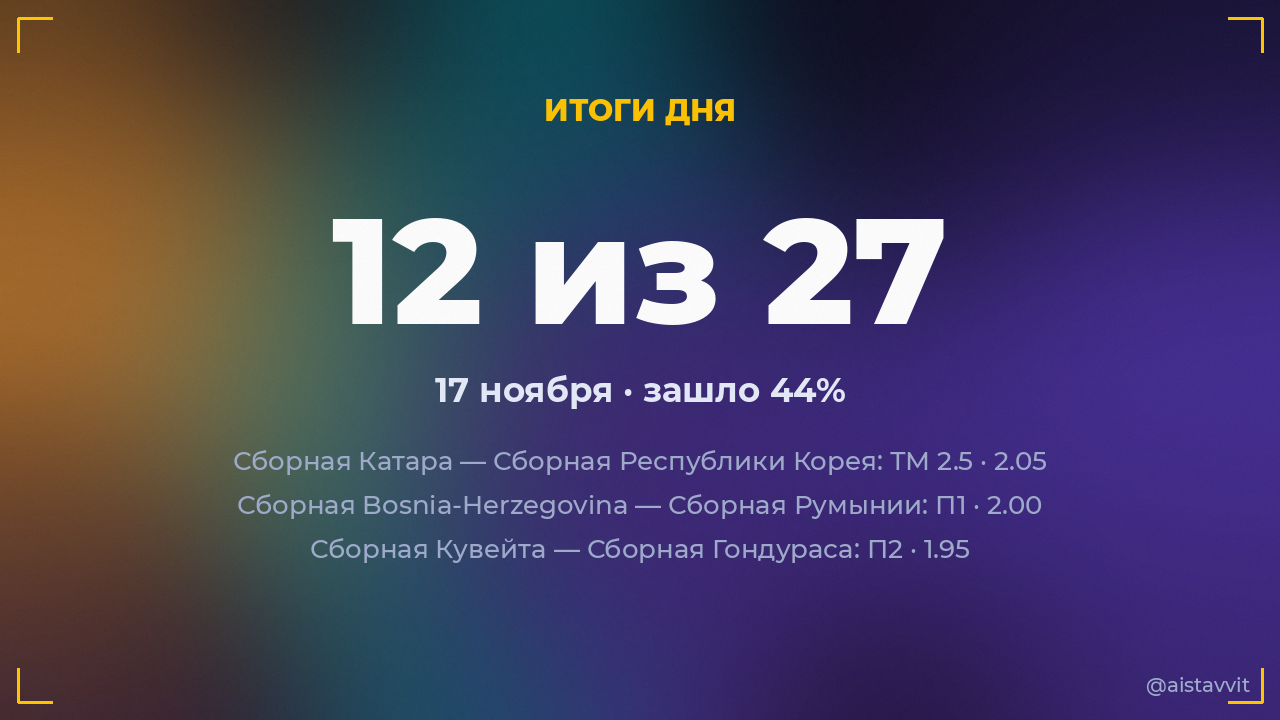 ИТОГИ ДНЯ
12 из 27
17 ноября · зашло 44%
Сборная Катара — Сборная Республики Корея: ТМ 2.5 · 2.05
Сборная Bosnia-Herzegovina — Сборная Румынии: П1 · 2.00
Сборная Кувейта — Сборная Гондураса: П2 · 1.95
@aistavvit